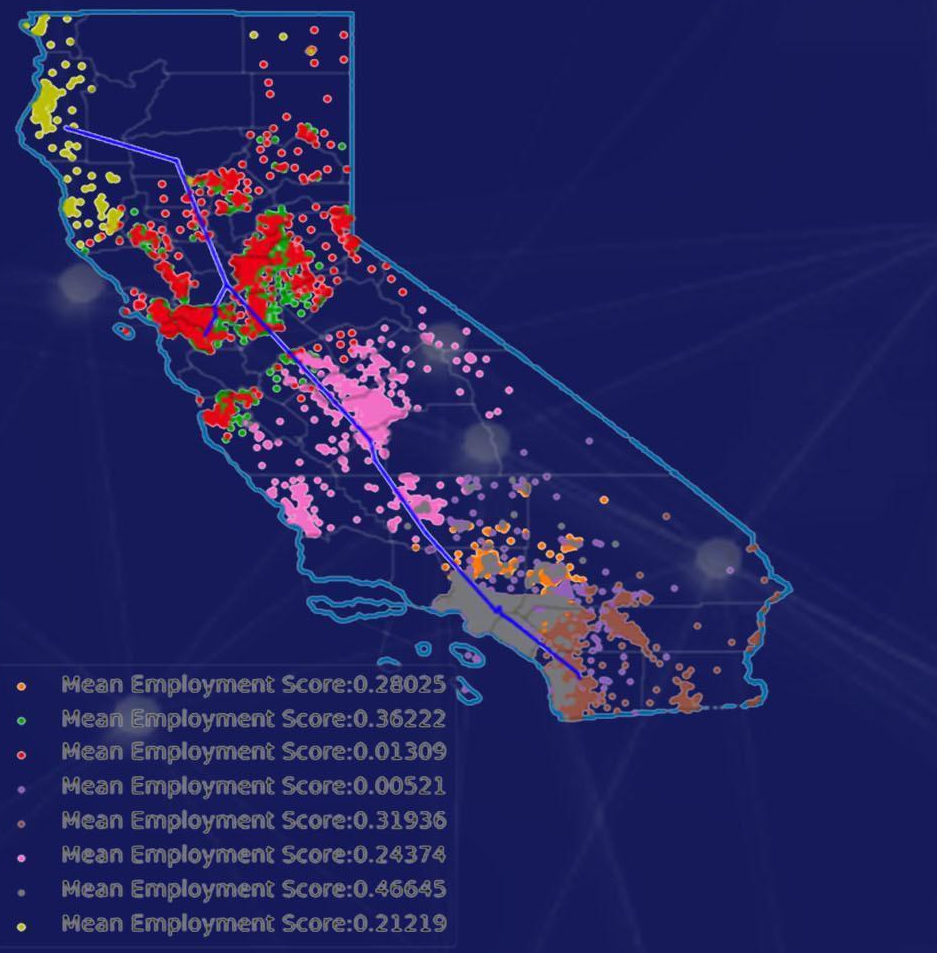 Mean Employment Score:0.28025
Mean Employment Score:0.36222
Mean Employment Score:0.01309
Mean Employment Score:0.00521
Mean Employment Score:0.31936
Mean Employment Score:0.24374
Mean Employment Score:0.46645
Mean Employment Score:0.21219